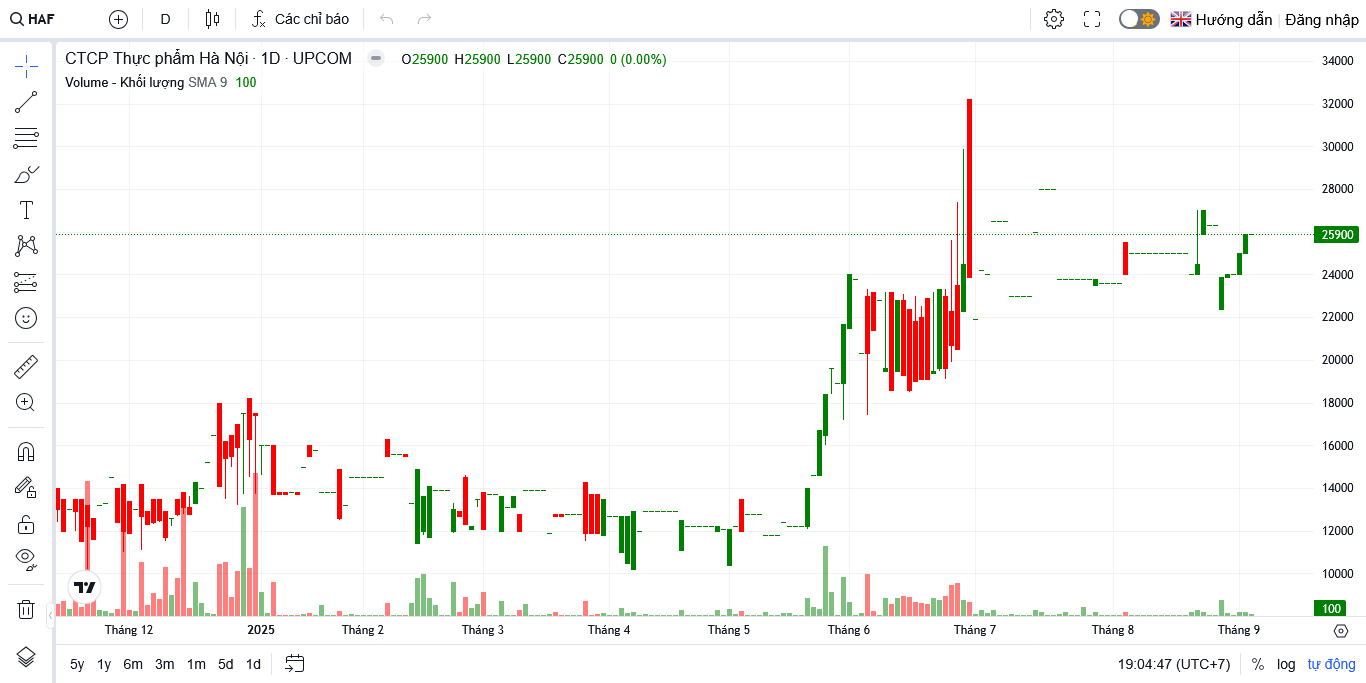 HAF D Các chỉ báo Hướng dẫn Đăng nhập
CTCP Thực phẩm Hà Nội · 1D · UPCOM O25900 H25900 L25900 C25900 0 (0.00%)
Volume - Khối lượng SMA 9 100
34000
32000
30000
28000
25900
24000
22000
20000
18000
16000
14000
12000
10000
100
Tháng 12 2025 Tháng 2 Tháng 3 Tháng 4 Tháng 5 Tháng 6 Tháng 7 Tháng 8 Tháng 9
5y 1y 6m 3m 1m 5d 1d 19:04:47 (UTC+7) % log tự động